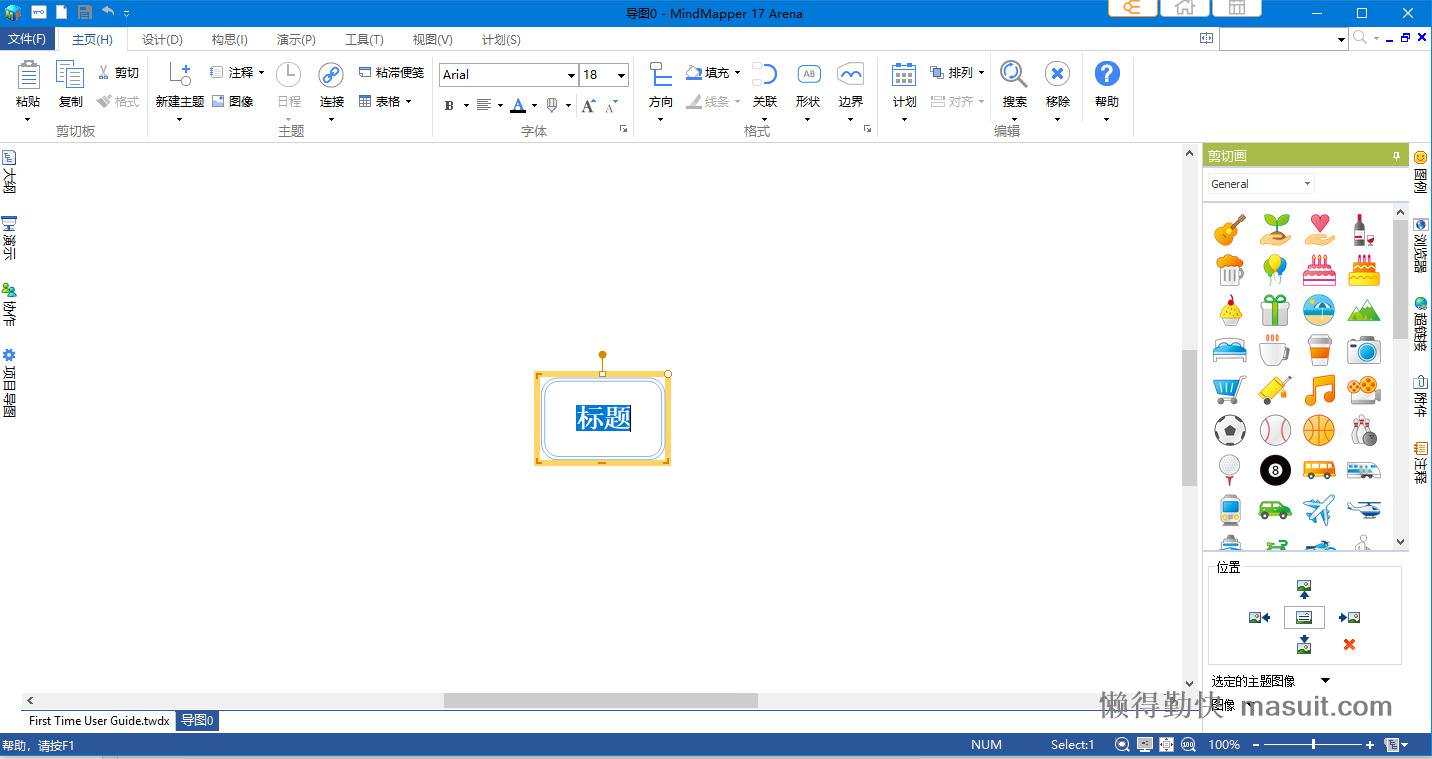 导图0 - MindMapper 17 Arena
文件(F) 主页(H) 设计(D) 构思(I) 演示(P) 工具(T) 视图(V) 计划(S)
剪切 注释 粘滞便笺 Arial 18 填充 排列
粘贴 复制 格式 新建主题 图像 日程 连接 表格 方向 线条 关联 形状 边界 计划 对齐 搜索 移除 帮助
B A A A AB ?
剪切板 主题 字体 格式 编辑
大纲
演示
协作
项目导图
标题
剪切画
General
8
位置
选定的主题图像
图像
图例
浏览器
超链接
附件
注释
懒得勤快 masuit.com
First Time User Guide.twdx 导图0
帮助，请按F1 NUM Select:1 100 100%